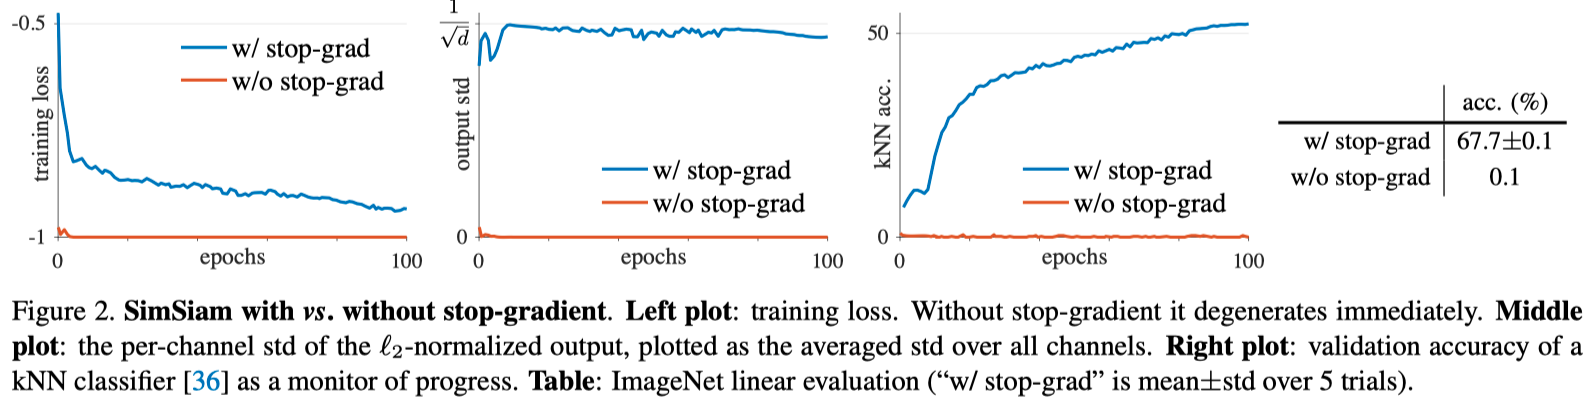 -0.5
training loss
w/ stop-grad
w/o stop-grad
-1
0
epochs
100
1
√d
output std
w/ stop-grad
w/o stop-grad
0
0
epochs
100
50
kNN acc.
w/ stop-grad
w/o stop-grad
0
0
epochs
100
acc. (%)
w/ stop-grad 67.7±0.1
w/o stop-grad 0.1
Figure 2. SimSiam with vs. without stop-gradient. Left plot: training loss. Without stop-gradient it degenerates immediately. Middle
plot: the per-channel std of the ℓ2-normalized output, plotted as the averaged std over all channels. Right plot: validation accuracy of a
kNN classifier [36] as a monitor of progress. Table: ImageNet linear evaluation (“w/ stop-grad” is mean±std over 5 trials).